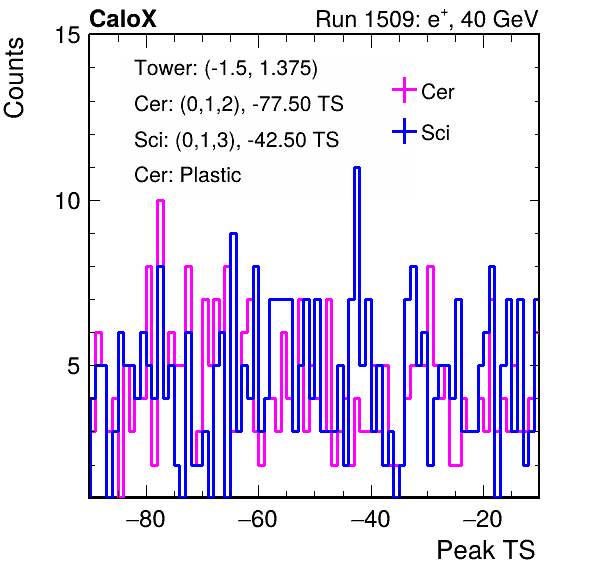 CaloX Run 1509: e⁺, 40 GeV
Counts
15
Tower: (-1.5, 1.375)
Cer: (0,1,2), -77.50 TS
Sci: (0,1,3), -42.50 TS
Cer: Plastic
Cer
Sci
10
5
−80 −60 −40 −20
Peak TS